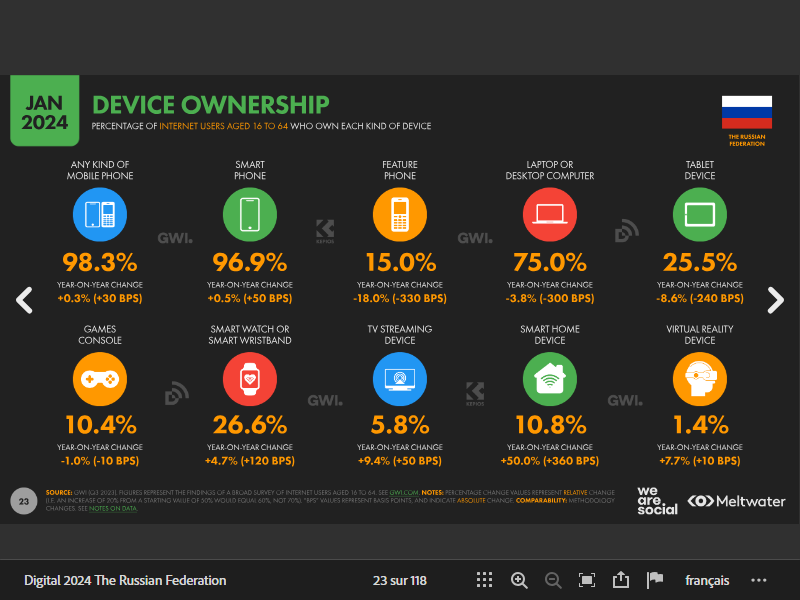 JAN
2024
DEVICE OWNERSHIP
PERCENTAGE OF INTERNET USERS AGED 16 TO 64 WHO OWN EACH KIND OF DEVICE
THE RUSSIAN
FEDERATION
ANY KIND OF
MOBILE PHONE
98.3%
YEAR-ON-YEAR CHANGE
+0.3% (+30 BPS)
SMART
PHONE
96.9%
YEAR-ON-YEAR CHANGE
+0.5% (+50 BPS)
FEATURE
PHONE
15.0%
YEAR-ON-YEAR CHANGE
-18.0% (-330 BPS)
LAPTOP OR
DESKTOP COMPUTER
75.0%
YEAR-ON-YEAR CHANGE
-3.8% (-300 BPS)
TABLET
DEVICE
25.5%
YEAR-ON-YEAR CHANGE
-8.6% (-240 BPS)
GWI.
KEPIOS
GWI.
GAMES
CONSOLE
10.4%
YEAR-ON-YEAR CHANGE
-1.0% (-10 BPS)
SMART WATCH OR
SMART WRISTBAND
26.6%
YEAR-ON-YEAR CHANGE
+4.7% (+120 BPS)
TV STREAMING
DEVICE
5.8%
YEAR-ON-YEAR CHANGE
+9.4% (+50 BPS)
SMART HOME
DEVICE
10.8%
YEAR-ON-YEAR CHANGE
+50.0% (+360 BPS)
VIRTUAL REALITY
DEVICE
1.4%
YEAR-ON-YEAR CHANGE
+7.7% (+10 BPS)
GWI.
KEPIOS
GWI.
23
SOURCE: GWI (Q3 2023). FIGURES REPRESENT THE FINDINGS OF A BROAD SURVEY OF INTERNET USERS AGED 16 TO 64. SEE GWI.COM. NOTES: PERCENTAGE CHANGE VALUES REPRESENT RELATIVE CHANGE
(I.E. AN INCREASE OF 20% FROM A STARTING VALUE OF 50% WOULD EQUAL 60%, NOT 70%). "BPS" VALUES REPRESENT BASIS POINTS, AND INDICATE ABSOLUTE CHANGE. COMPARABILITY: METHODOLOGY
CHANGES. SEE NOTES ON DATA.
we
are.
social
Meltwater
Digital 2024 The Russian Federation
23 sur 118
français